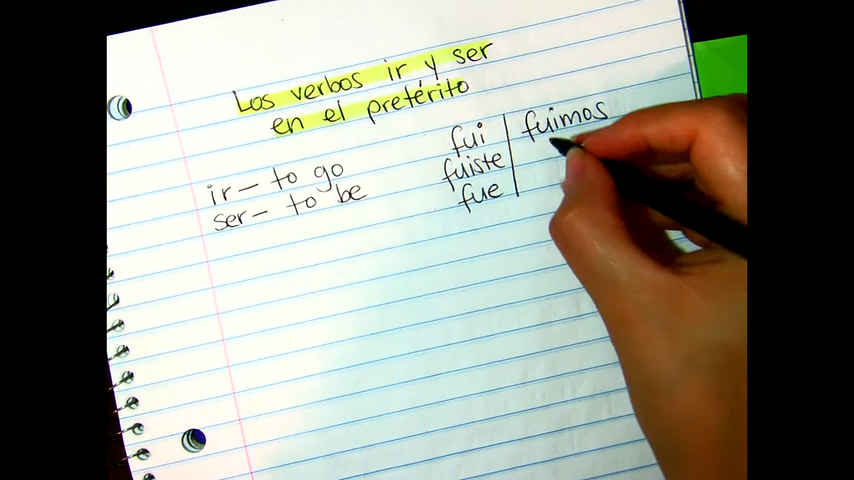 Los verbos ir y ser
en el pretérito
ir - to go
ser - to be
fui | fuimos
fuiste |
fue |